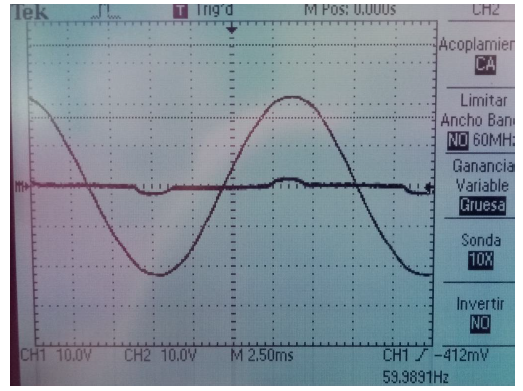 Tek
Trig'd
M Pos: 0.000s
CH2
Acoplamien
CA
Limitar
Ancho Band
NO 60MHz
Ganancia
Variable
Gruesa
Sonda
10X
Invertir
NO
CH1 10.0V CH2 10.0V M 2.50ms CH1 -412mV
59.9891Hz